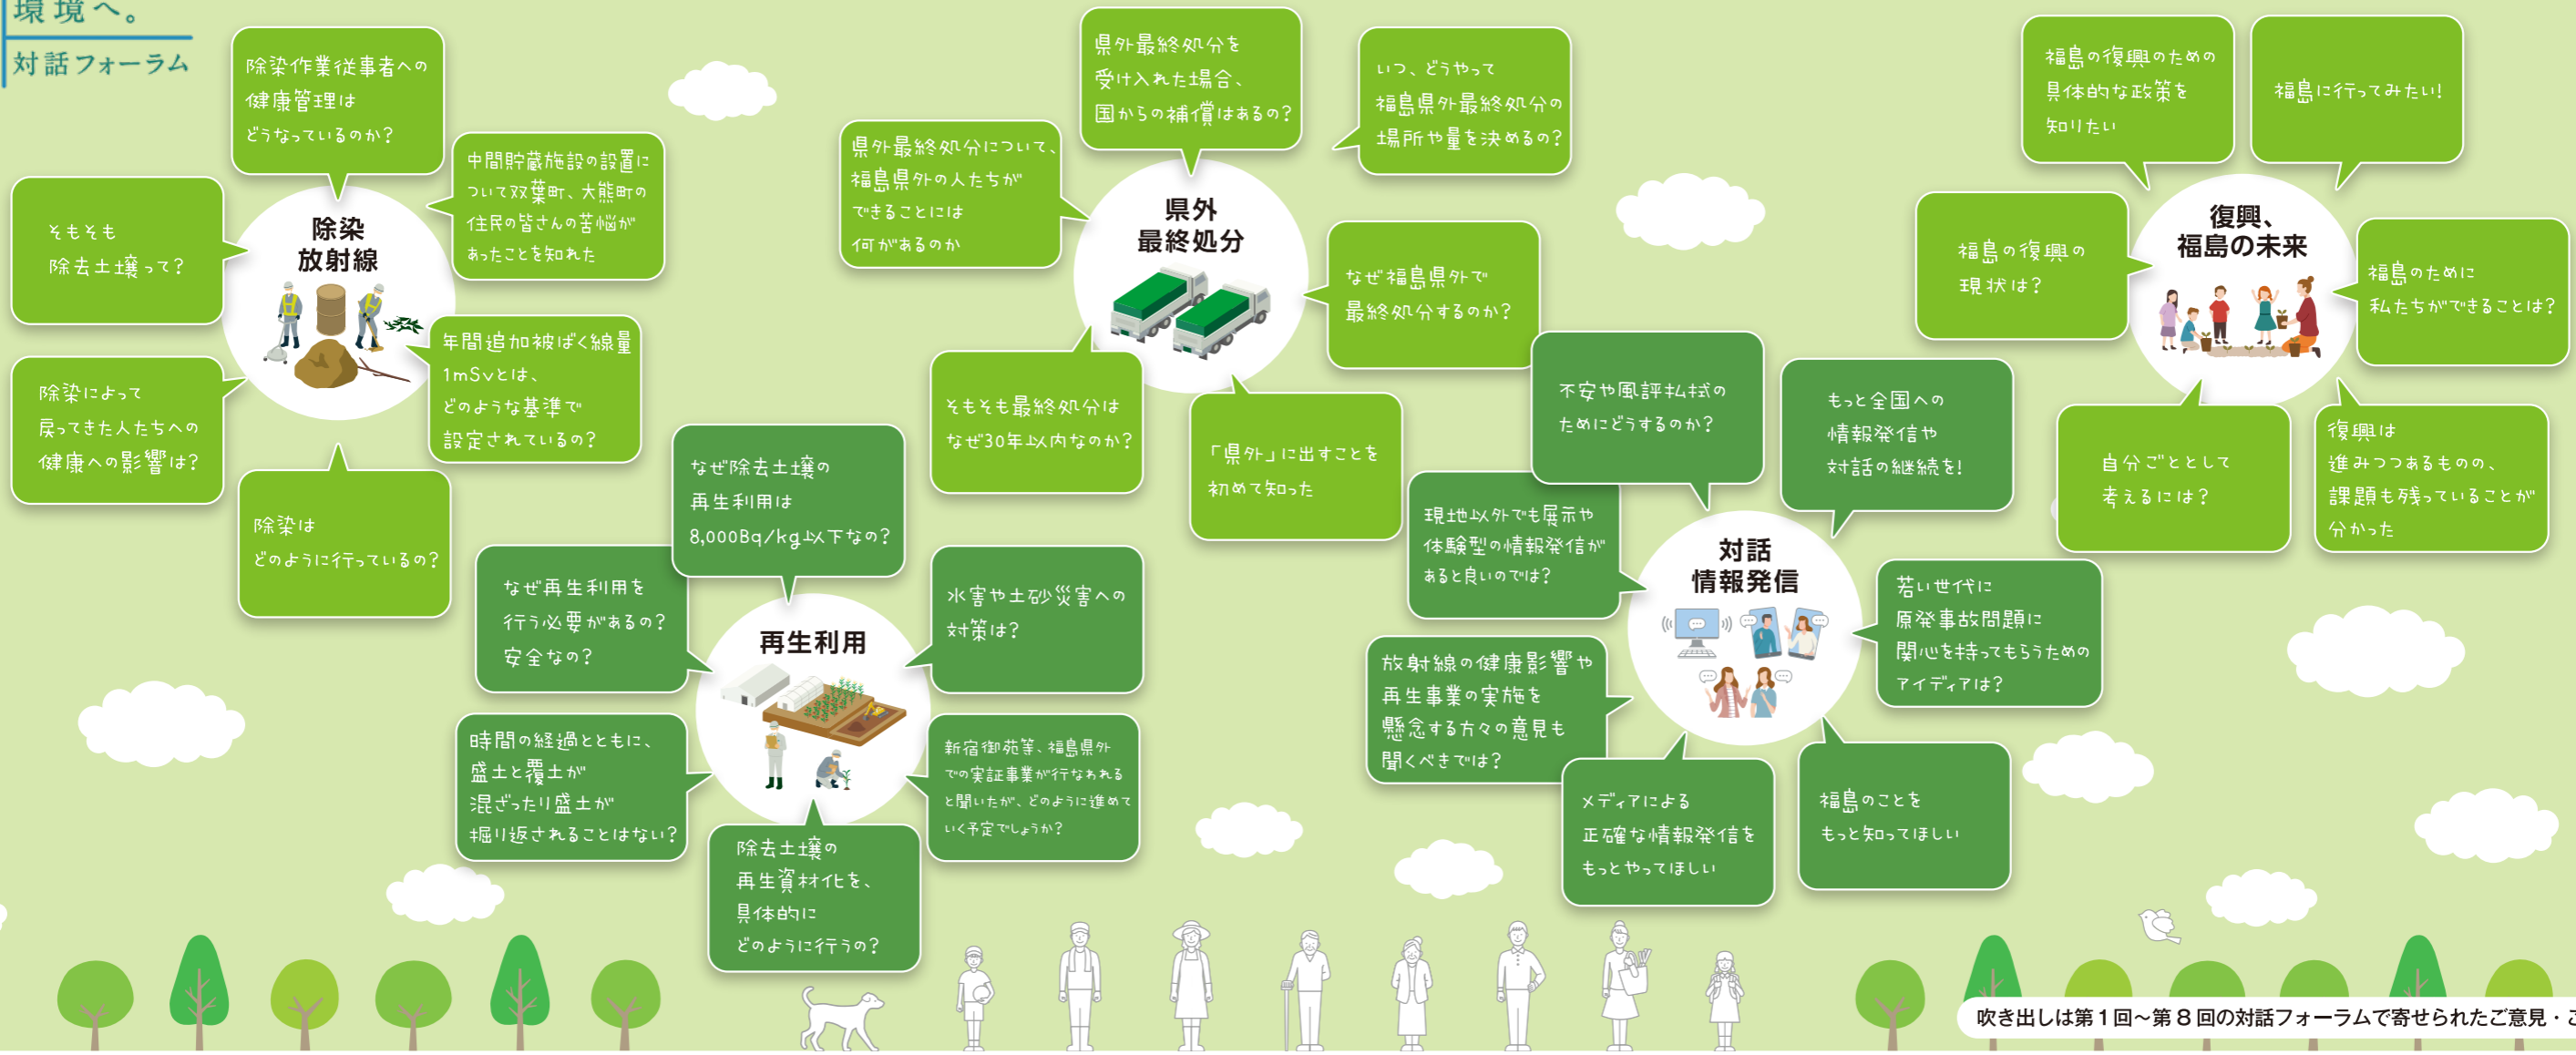 環境へ。
対話フォーラム
除染作業従事者への
健康管理は
どうなっているのか?
中間貯蔵施設の設置に
ついて双葉町、大熊町の
住民の皆さんの苦悩が
あったことを知れた
そもそも
除去土壌って?
除染
放射線
年間追加被ばく線量
1mSvとは、
どのような基準で
設定されているの?
除染によって
戻ってきた人たちへの
健康への影響は?
除染は
どのように行っているの?
県外最終処分を
受け入れた場合、
国からの補償はあるの?
いつ、どうやって
福島県外最終処分の
場所や量を決めるの?
県外最終処分について、
福島県外の人たちが
できることには
何があるのか
県外
最終処分
なぜ福島県外で
最終処分するのか?
そもそも最終処分は
なぜ30年以内なのか?
「県外」に出すことを
初めて知った
なぜ除去土壌の
再生利用は
8,000Bq/kg以下なの?
なぜ再生利用を
行う必要があるの?
安全なの?
水害や土砂災害への
対策は?
再生利用
時間の経過とともに、
盛土と覆土が
混ざったり盛土が
掘り返されることはない?
新宿御苑等、福島県外
での実証事業が行なわれる
と聞いたが、どのように進めて
いく予定でしょうか?
除去土壌の
再生資材化を、
具体的に
どのように行うの?
不安や風評払拭の
ためにどうするのか?
もっと全国への
情報発信や
対話の継続を!
現地以外でも展示や
体験型の情報発信が
あると良いのでは?
対話
情報発信
若い世代に
原発事故問題に
関心を持ってもらうための
アイディアは?
放射線の健康影響や
再生事業の実施を
懸念する方々の意見も
聞くべきでは?
メディアによる
正確な情報発信を
もっとやってほしい
福島のことを
もっと知ってほしい
福島の復興のための
具体的な政策を
知りたい
福島に行ってみたい!
福島の復興の
現状は?
復興、
福島の未来
福島のために
私たちができることは?
自分ごととして
考えるには?
復興は
進みつつあるものの、
課題も残っていることが
分かった
吹き出しは第1回～第8回の対話フォーラムで寄せられたご意見・ご